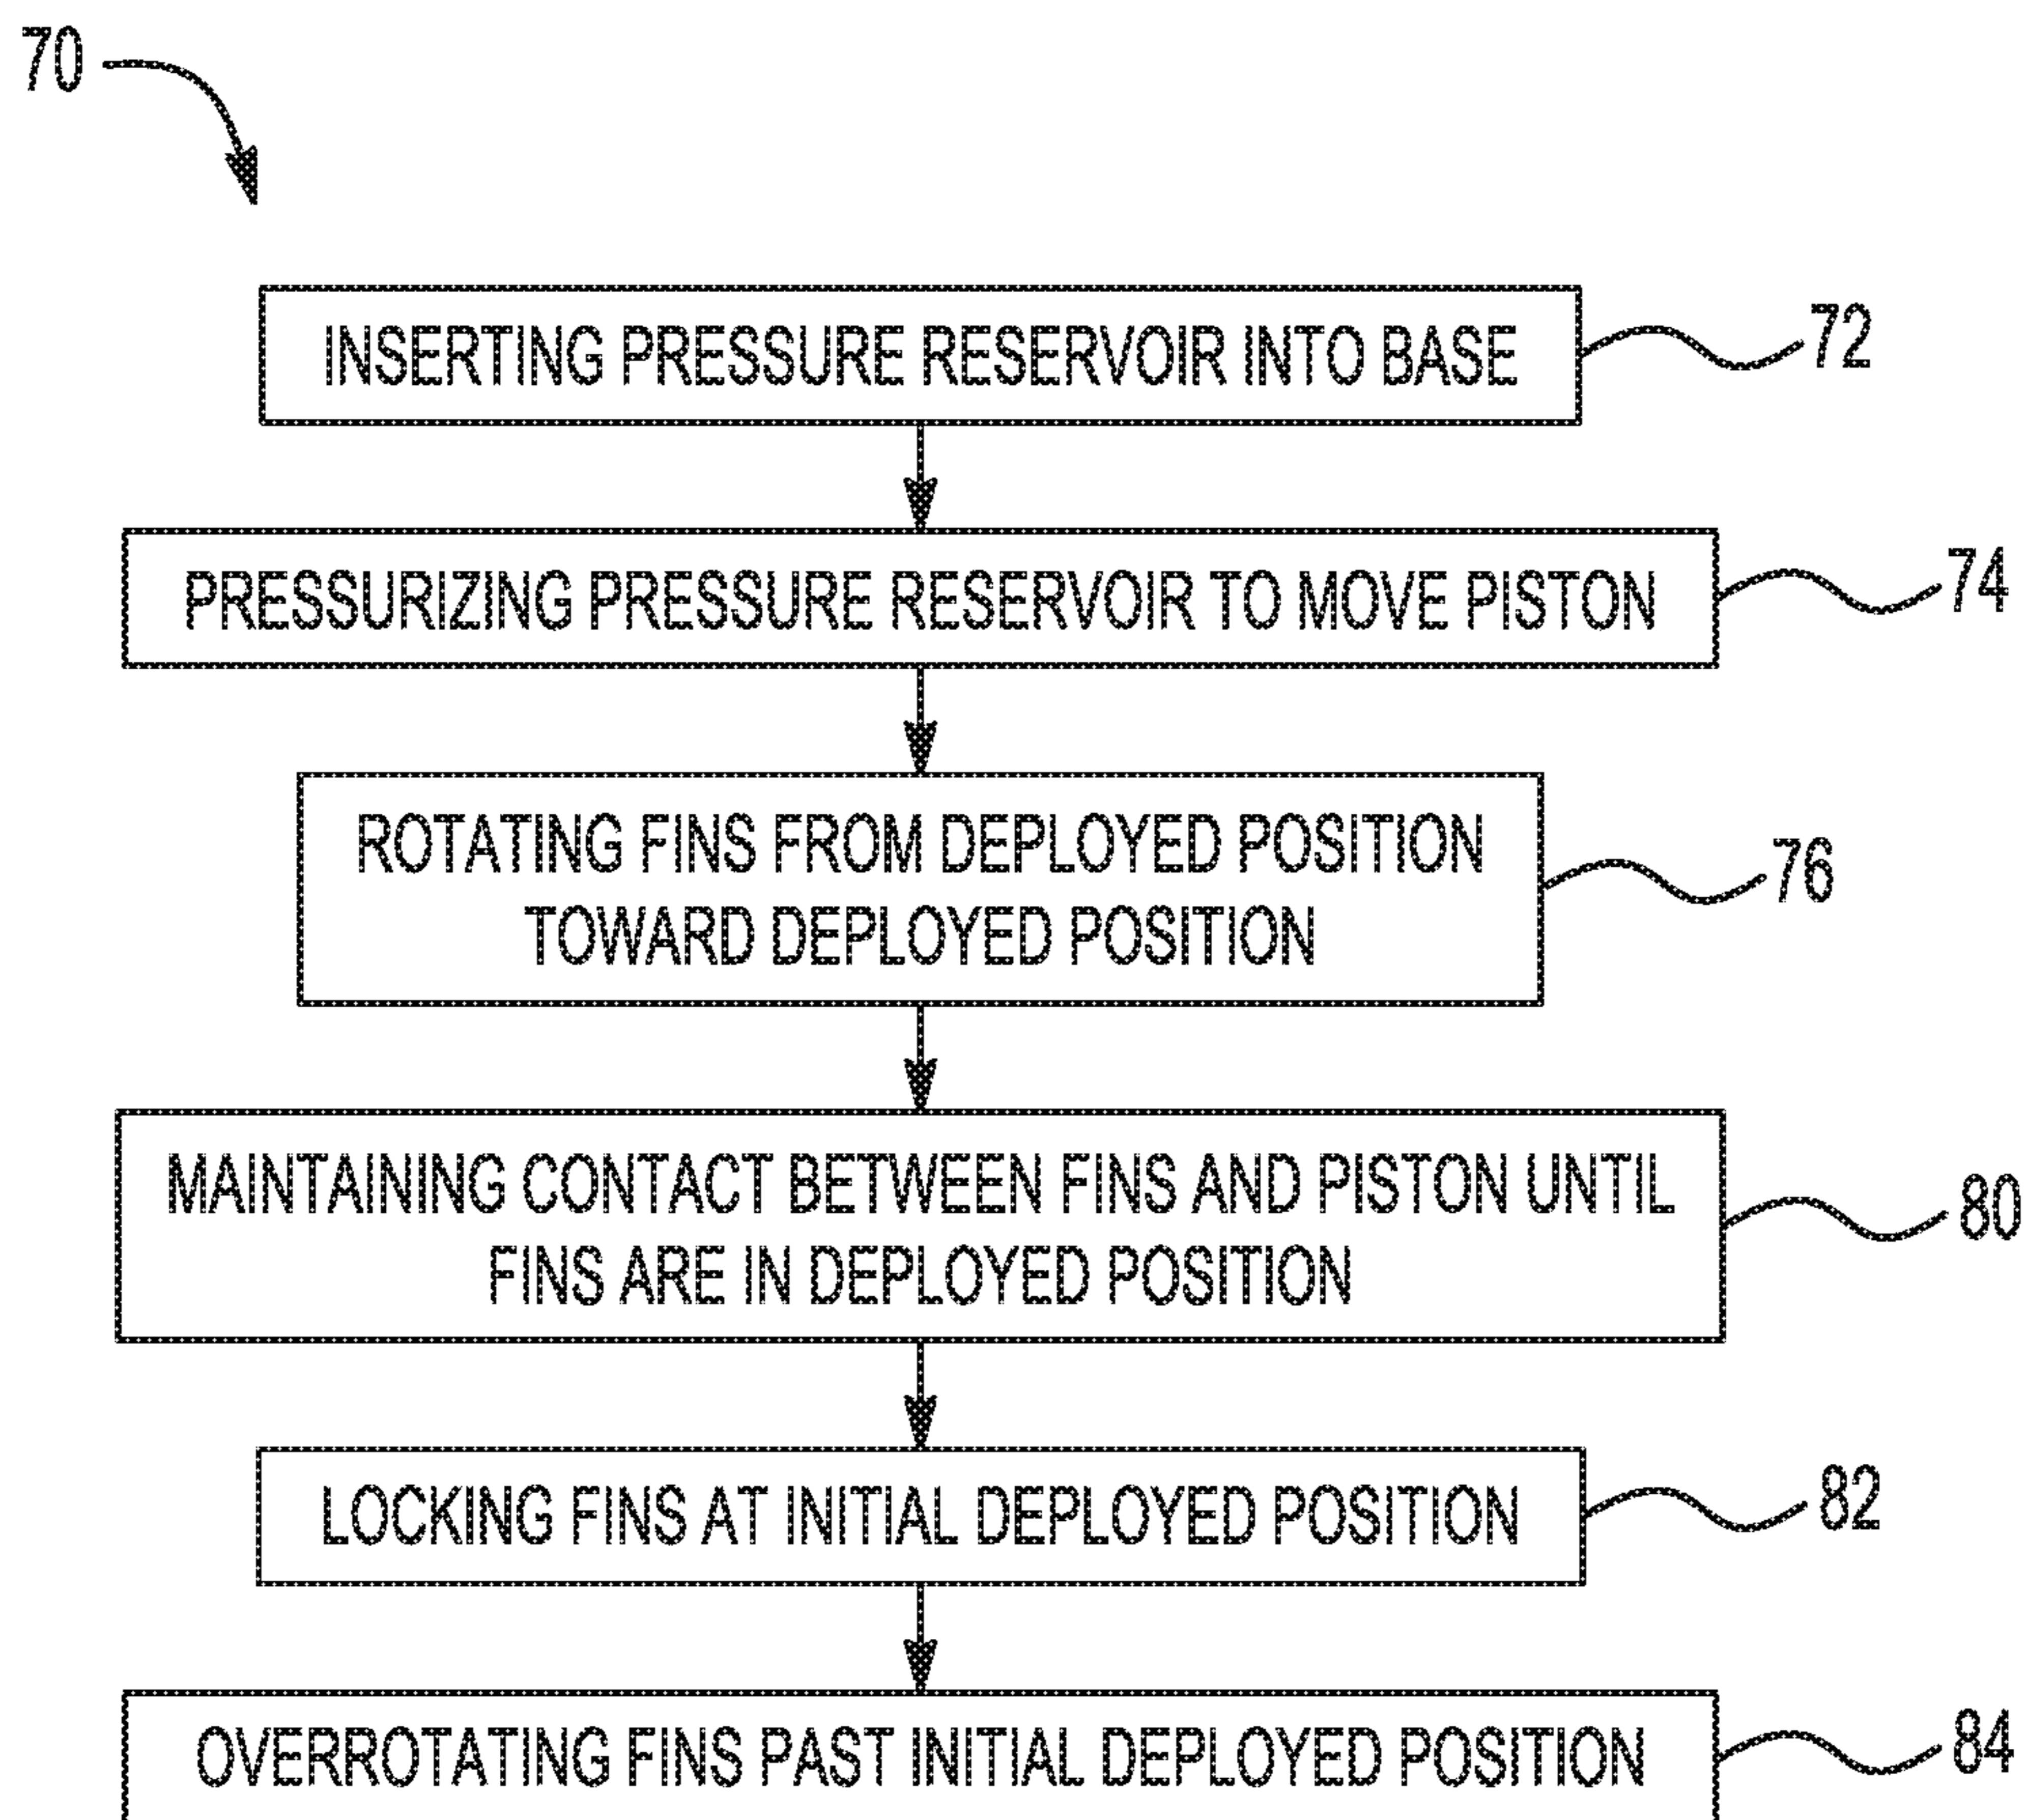 70
INSERTING PRESSURE RESERVOIR INTO BASE
72
PRESSURIZING PRESSURE RESERVOIR TO MOVE PISTON
74
ROTATING FINS FROM DEPLOYED POSITION
TOWARD DEPLOYED POSITION
76
MAINTAINING CONTACT BETWEEN FINS AND PISTON UNTIL
FINS ARE IN DEPLOYED POSITION
80
LOCKING FINS AT INITIAL DEPLOYED POSITION
82
OVERROTATING FINS PAST INITIAL DEPLOYED POSITION
84